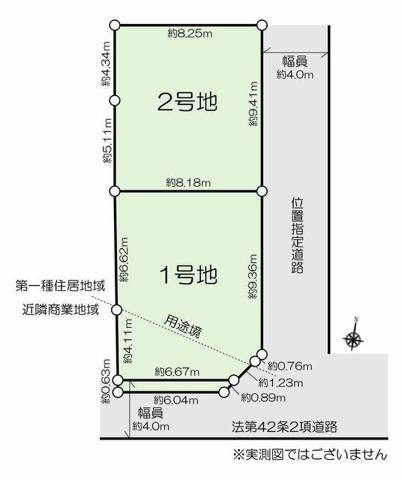 約8.25m
幅員
約4.0m
約4.34m
2号地
約9.41m
約5.11m
約8.18m
位置指定道路
約6.62m
1号地
約9.36m
第一種住居地域
近隣商業地域
用途境
N
約4.11m
約0.76m
約6.67m
約1.23m
約0.63m
約6.04m
約0.89m
幅員
約4.0m
法第42条2項道路
※実測図ではございません